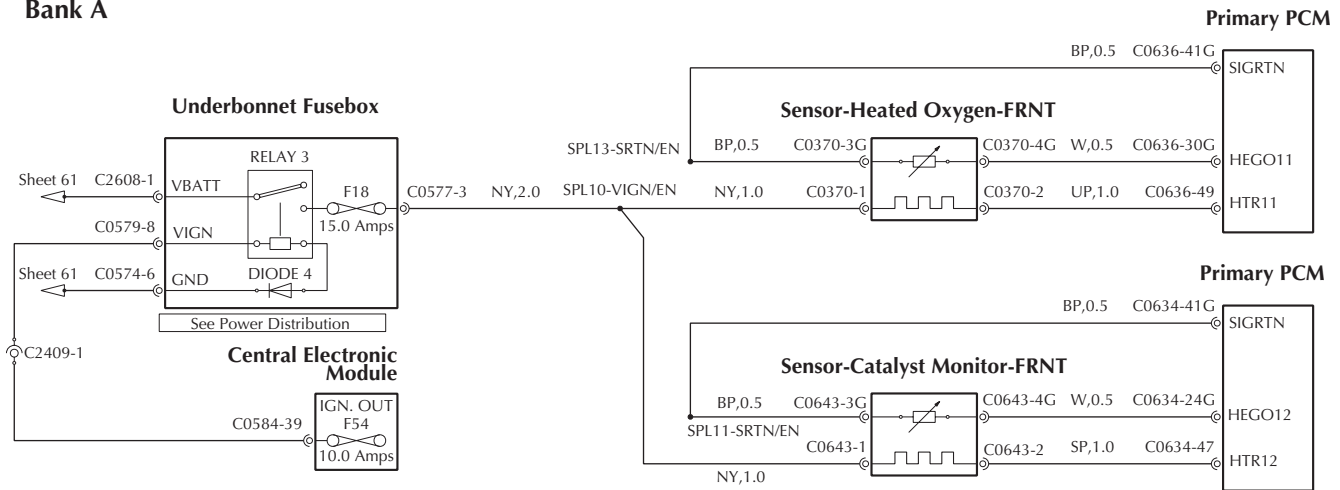 Bank A
Primary PCM
BP,0.5 C0636-41G
SIGRTN
Underbonnet Fusebox
Sensor-Heated Oxygen-FRNT
RELAY 3
SPL13-SRTN/EN
BP,0.5 C0370-3G
C0370-4G W,0.5 C0636-30G
HEGO11
Sheet 61 C2608-1
VBATT
F18
C0577-3 NY,2.0 SPL10-VIGN/EN
NY,1.0 C0370-1
C0370-2 UP,1.0 C0636-49
HTR11
15.0 Amps
C0579-8
VIGN
Sheet 61 C0574-6
GND
DIODE 4
See Power Distribution
Primary PCM
BP,0.5 C0634-41G
SIGRTN
C2409-1
Central Electronic
Module
Sensor-Catalyst Monitor-FRNT
IGN. OUT
C0584-39
F54
10.0 Amps
BP,0.5 C0643-3G
C0643-4G W,0.5 C0634-24G
HEGO12
SPL11-SRTN/EN
C0643-1
C0643-2 SP,1.0 C0634-47
HTR12
NY,1.0